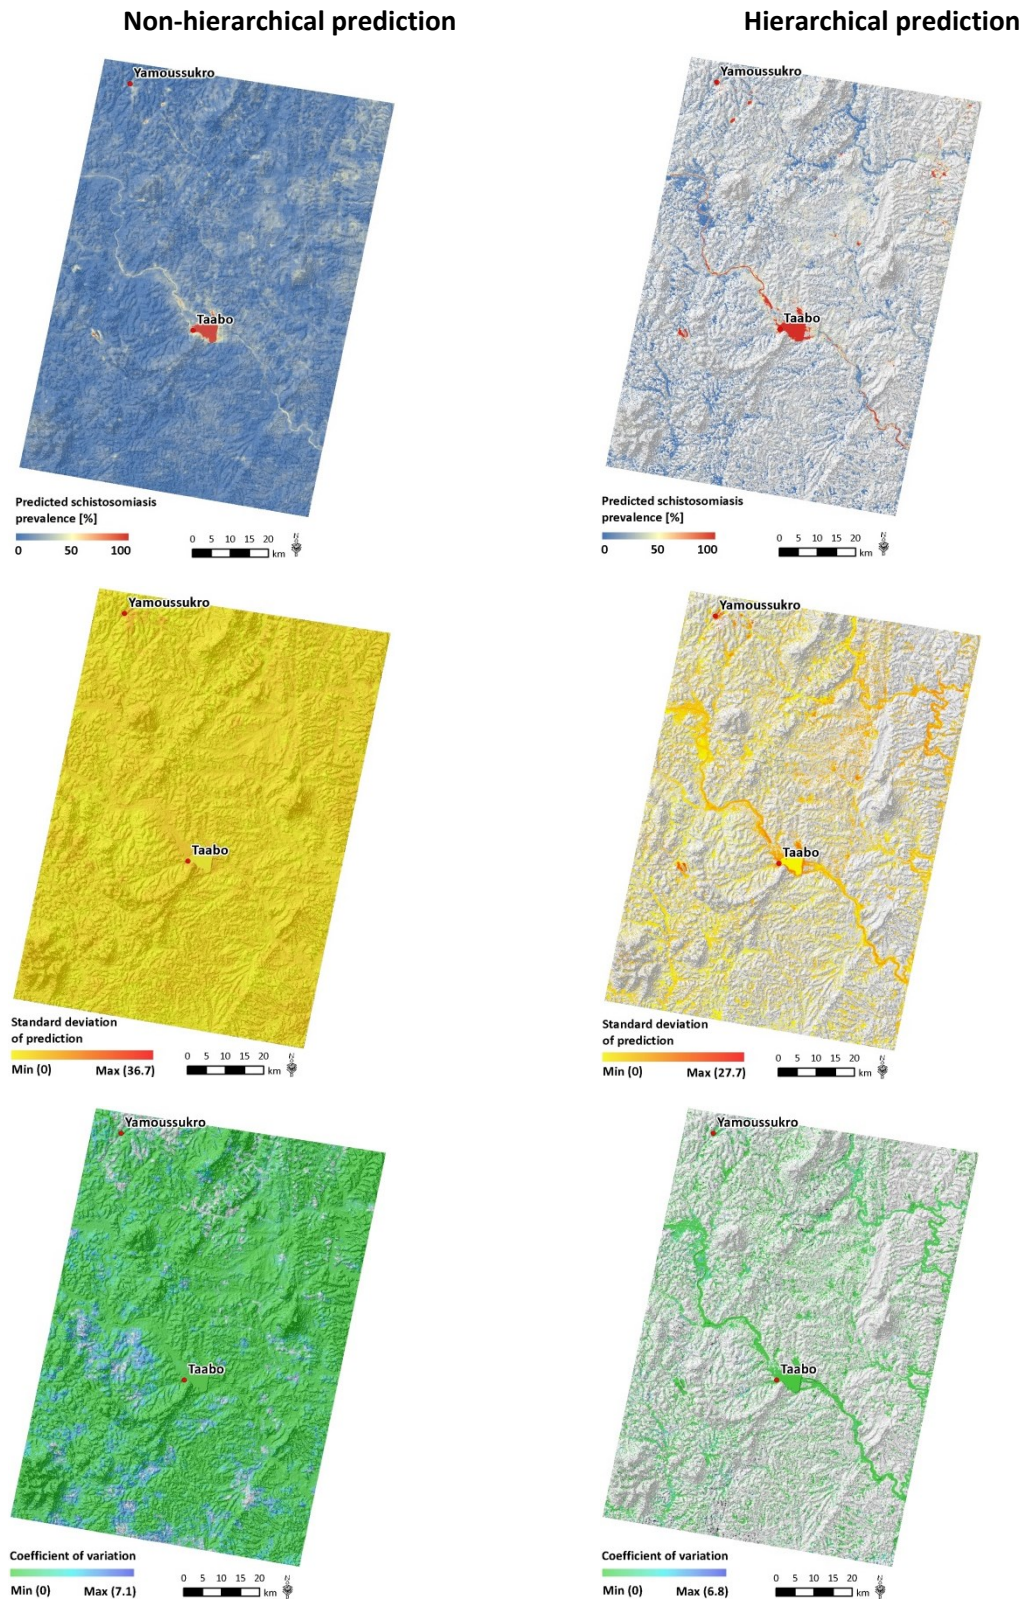 Non-hierarchical prediction
Hierarchical prediction
Yamoussukro
Taabo
Predicted schistosomiasis
prevalence [%]
0 50 100
0 5 10 15 20
km
N
Yamoussukro
Taabo
Predicted schistosomiasis
prevalence [%]
0 50 100
0 5 10 15 20
km
N
Yamoussukro
Taabo
Standard deviation
of prediction
Min (0) Max (36.7)
0 5 10 15 20
km
N
Yamoussukro
Taabo
Standard deviation
of prediction
Min (0) Max (27.7)
0 5 10 15 20
km
N
Yamoussukro
Taabo
Coefficient of variation
Min (0) Max (7.1)
0 5 10 15 20
km
N
Yamoussukro
Taabo
Coefficient of variation
Min (0) Max (6.8)
0 5 10 15 20
km
N